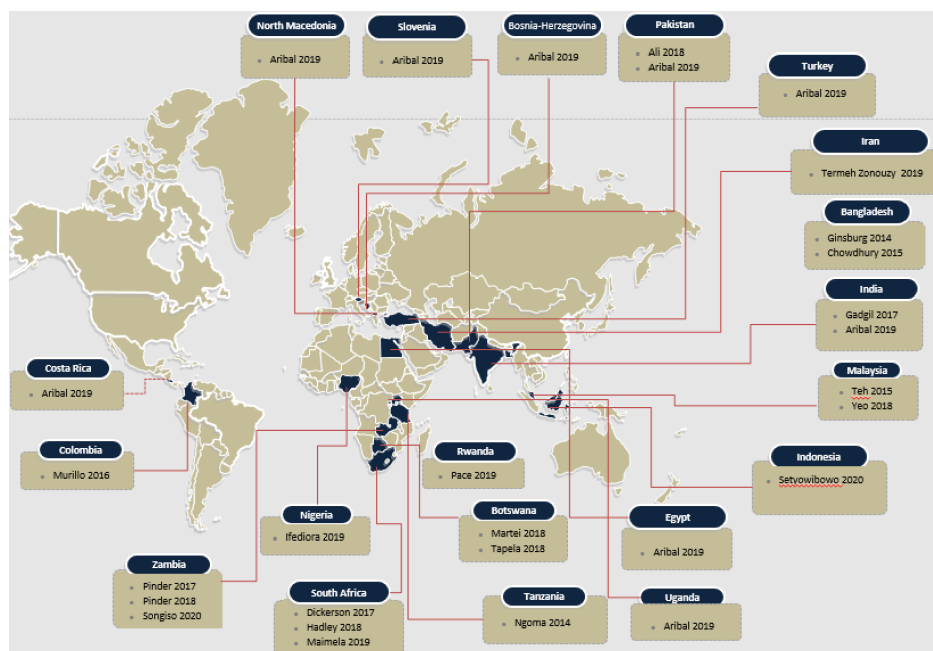 North Macedonia
Aribal 2019
Slovenia
Aribal 2019
Bosnia-Herzegovina
Aribal 2019
Pakistan
Ali 2018
Aribal 2019
Turkey
Aribal 2019
Iran
Termeh Zonouzy 2019
Bangladesh
Ginsburg 2014
Chowdhury 2015
India
Gadgil 2017
Aribal 2019
Costa Rica
Aribal 2019
Malaysia
Teh 2015
Yeo 2018
Colombia
Murillo 2016
Rwanda
Pace 2019
Indonesia
Setvowibowo 2020
Nigeria
Ifediora 2019
Botswana
Martei 2018
Tapela 2018
Egypt
Aribal 2019
Zambia
Pinder 2017
Pinder 2018
Songiso 2020
South Africa
Dickerson 2017
Hadley 2018
Maimela 2019
Tanzania
Ngoma 2014
Uganda
Aribal 2019